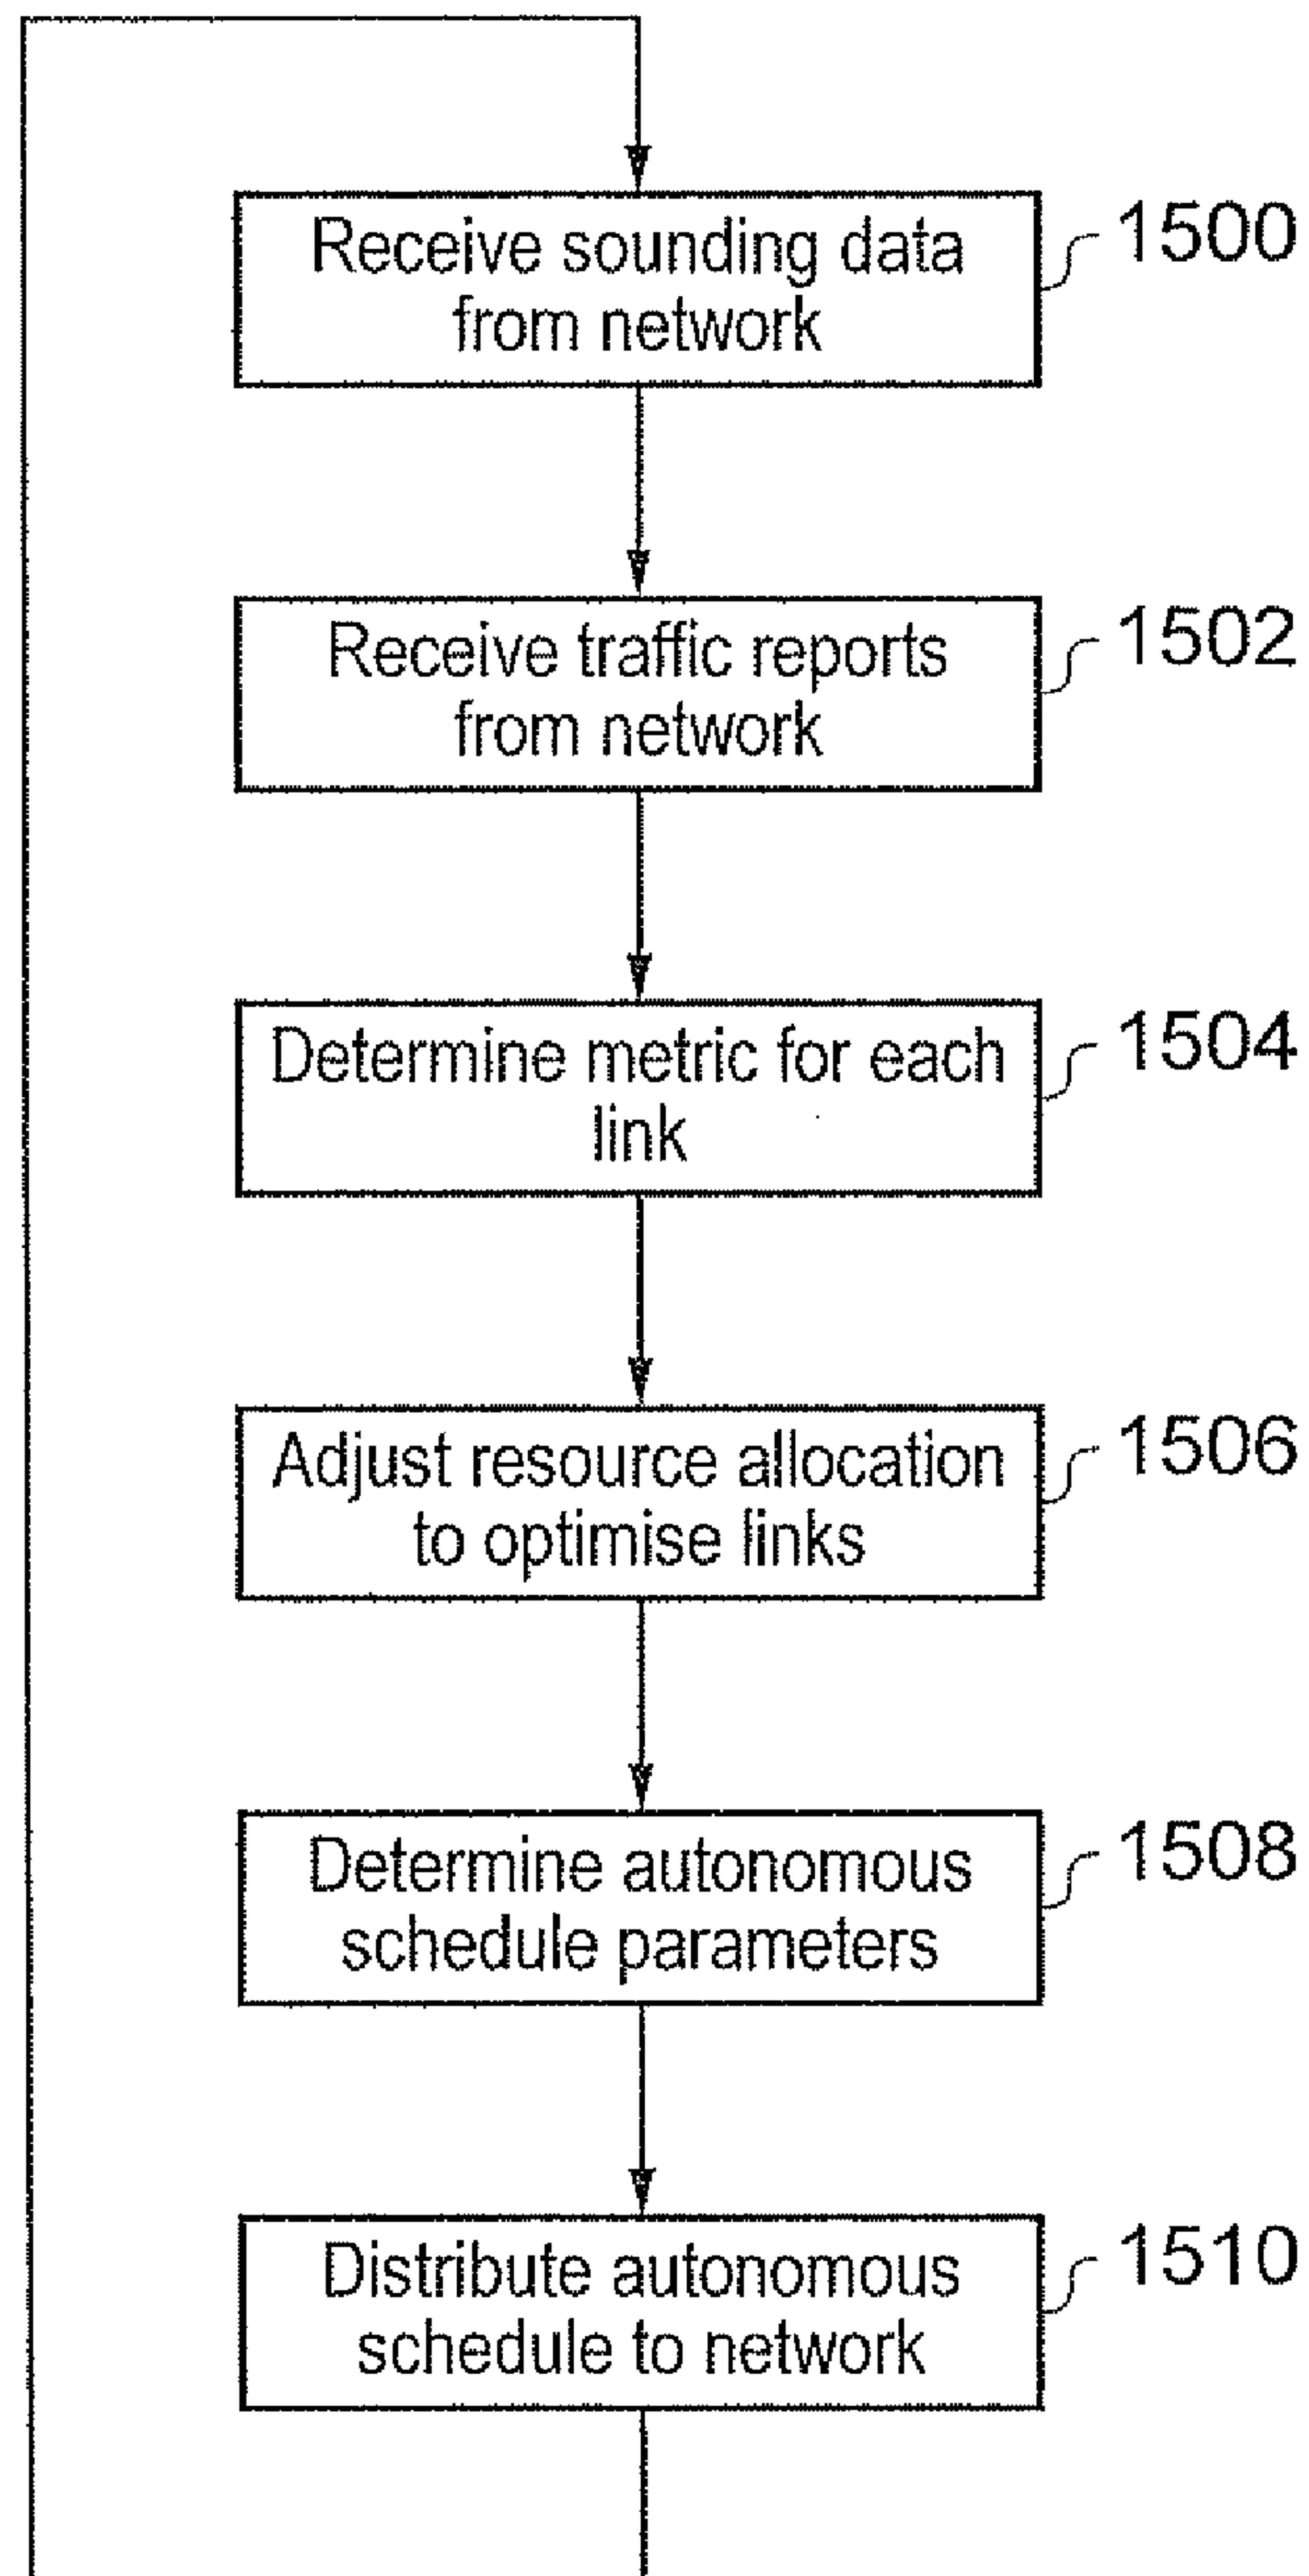 Receive sounding data
from network
1500
Receive traffic reports
from network
1502
Determine metric for each
link
1504
Adjust resource allocation
to optimise links
1506
Determine autonomous
schedule parameters
1508
Distribute autonomous
schedule to network
1510